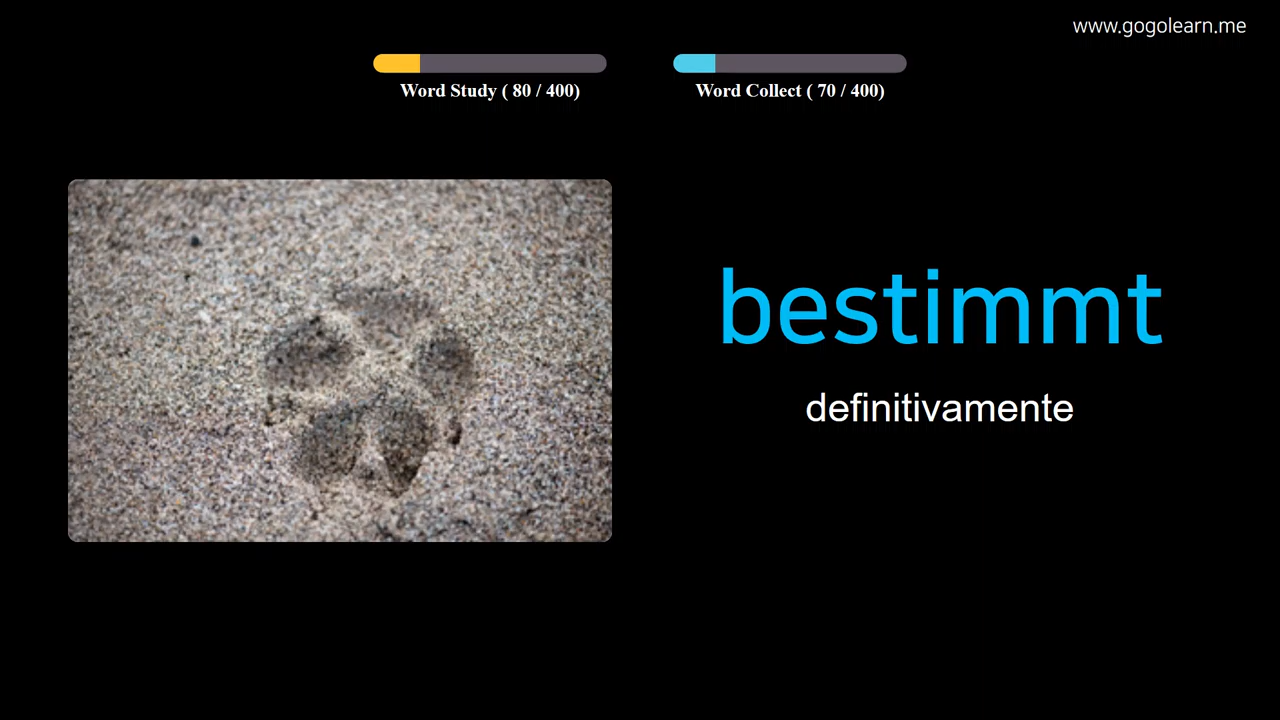 www.gogolearn.me
Word Study ( 80 / 400)
Word Collect ( 70 / 400)
bestimmt
definitivamente